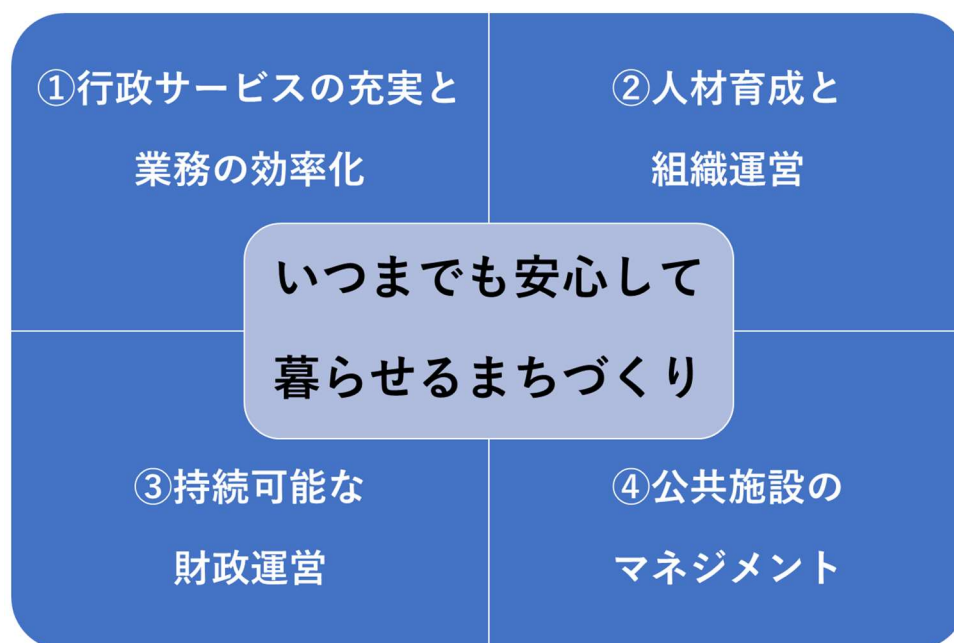 ①行政サービスの充実と
業務の効率化
②人材育成と
組織運営
いつまでも安心して
暮らせるまちづくり
③持続可能な
財政運営
④公共施設の
マネジメント